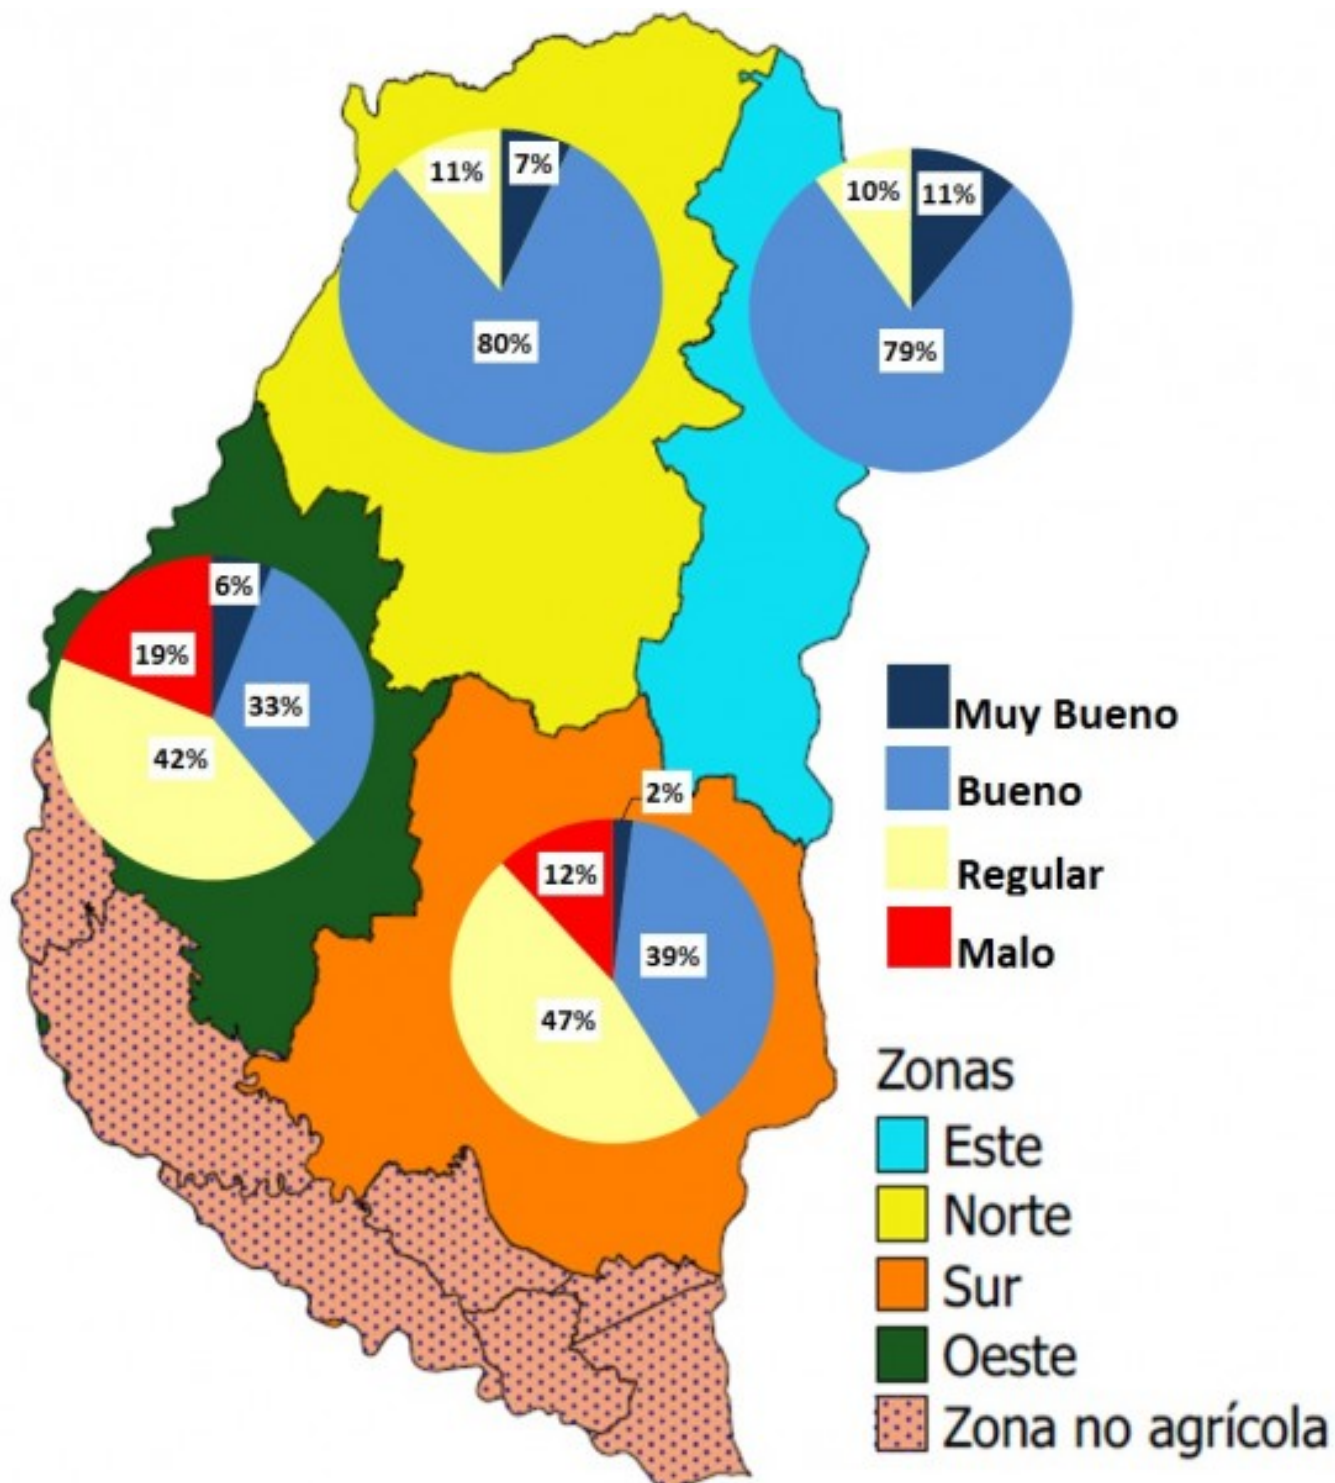 11%
7%
80%
10%
11%
79%
6%
19%
33%
42%
2%
12%
39%
47%
Muy Bueno
Bueno
Regular
Malo
Zonas
Este
Norte
Sur
Oeste
Zona no agrícola